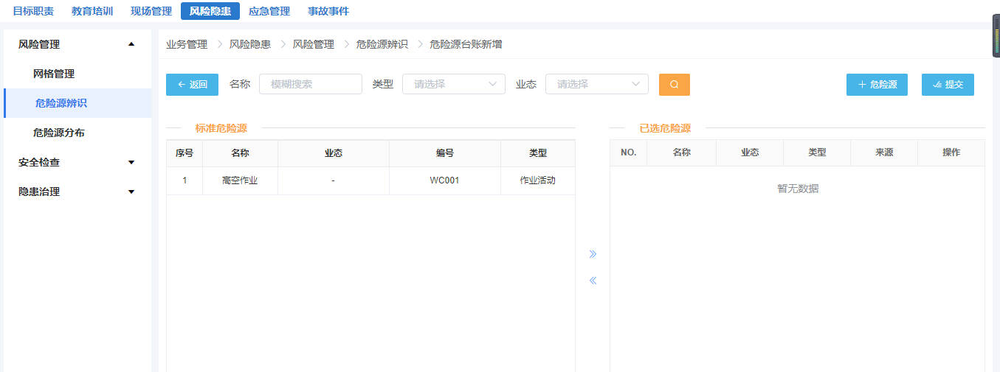 目标职责 教育培训 现场管理 风险隐患 应急管理 事故事件
风险管理
网格管理
危险源辨识
危险源分布
安全检查
隐患治理
业务管理 风险隐患 风险管理 危险源辨识 危险源台账新增
返回 名称 模糊搜索 类型 请选择 业态 请选择 危险源 提交
标准危险源
序号 名称 业态 编号 类型
1 高空作业 - WC001 作业活动
已选危险源
NO. 名称 业态 类型 来源 操作
暂无数据